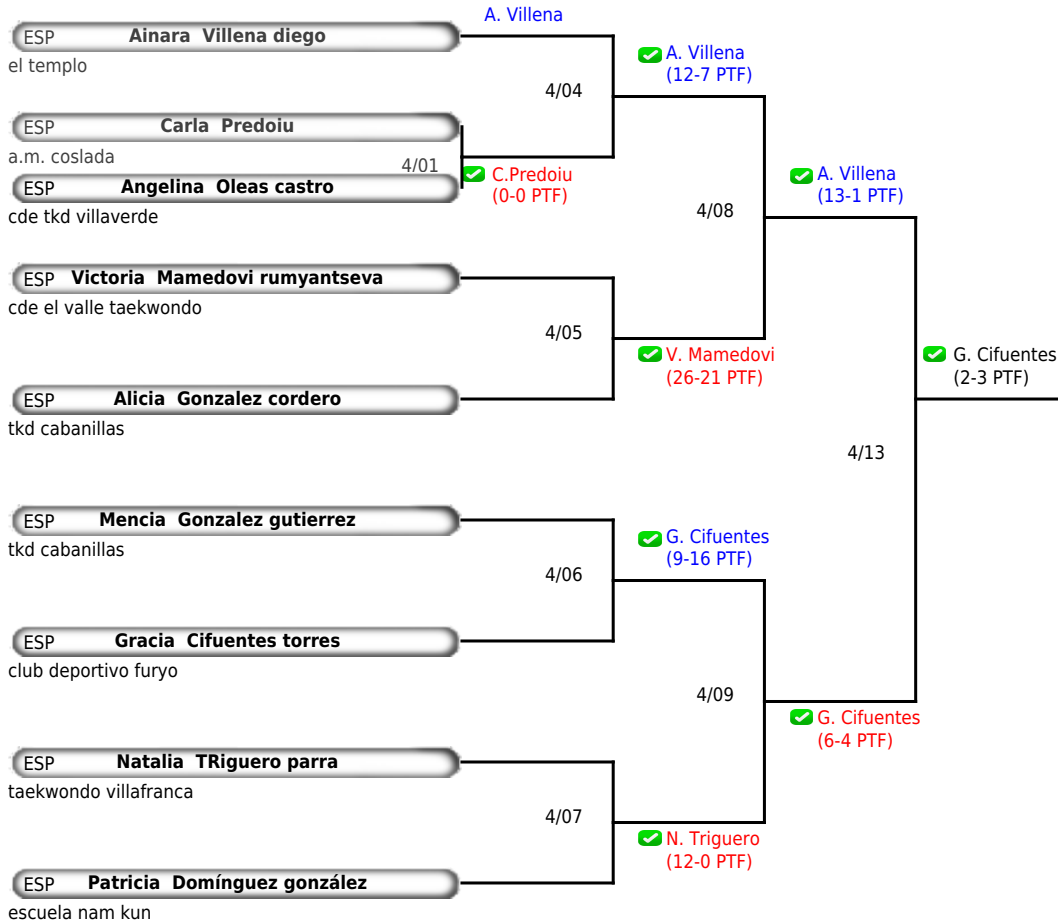 A. Villena
ESP Ainara Villena diego
el templo
A. Villena
(12-7 PTF)
4/04
ESP Carla Predoiu
a.m. coslada
4/01
C.Predoiu
(0-0 PTF)
ESP Angelina Oleas castro
cde tkd villaverde
A. Villena
(13-1 PTF)
4/08
ESP Victoria Mamedovi rumyantseva
cde el valle taekwondo
4/05
V. Mamedovi
(26-21 PTF)
G. Cifuentes
(2-3 PTF)
ESP Alicia Gonzalez cordero
tkd cabanillas
4/13
ESP Mencia Gonzalez gutierrez
tkd cabanillas
G. Cifuentes
(9-16 PTF)
4/06
ESP Gracia Cifuentes torres
club deportivo furyo
4/09
G. Cifuentes
(6-4 PTF)
ESP Natalia TRiguero parra
taekwondo villafranca
4/07
N. Triguero
(12-0 PTF)
ESP Patricia Domínguez gonzález
escuela nam kun